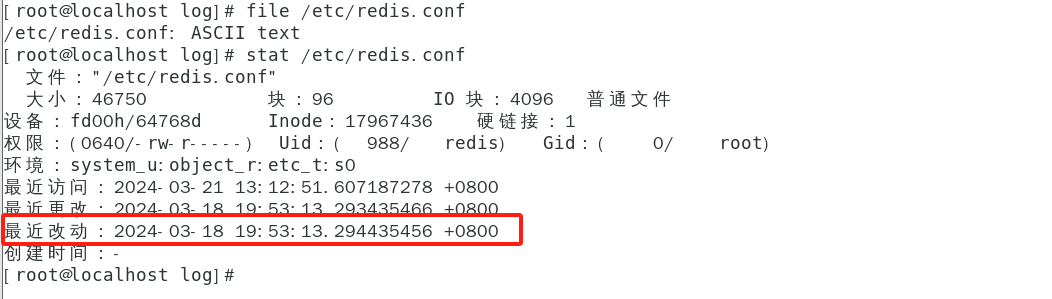 [root@localhost log]# file /etc/redis.conf
/etc/redis.conf: ASCII text
[root@localhost log]# stat /etc/redis.conf
文件："/etc/redis.conf"
大小：46750 块：96 IO 块：4096 普通文件
设备：fd00h/64768d Inode：17967436 硬链接：1
权限：(0640/-rw-r-----) Uid：( 988/ redis) Gid：( 0/ root)
环境：system_u:object_r:etc_t:s0
最近访问：2024-03-21 13:12:51.607187278 +0800
最近更改：2024-03-18 19:53:13.293435466 +0800
最近改动：2024-03-18 19:53:13.294435456 +0800
创建时间：-
[root@localhost log]#